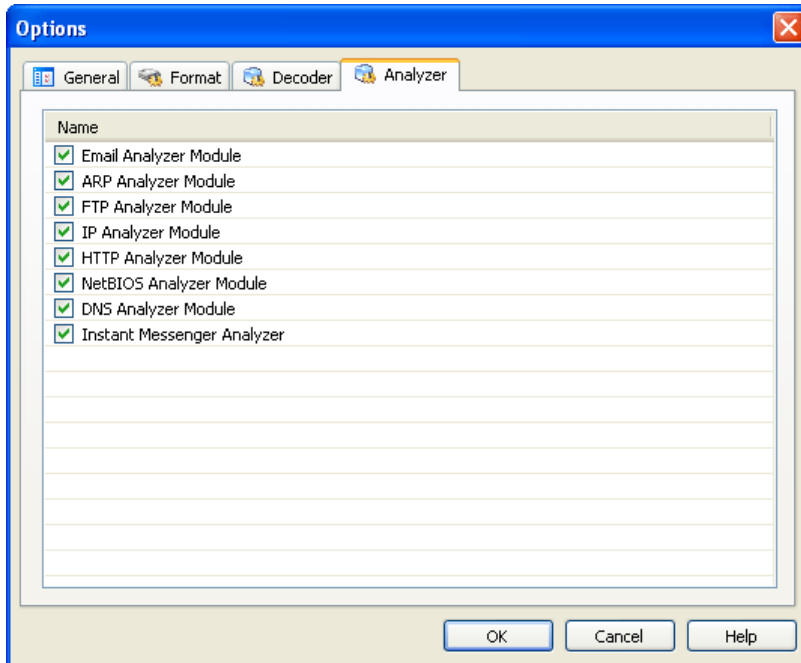 Options
General Format Decoder Analyzer
Name
Email Analyzer Module
ARP Analyzer Module
FTP Analyzer Module
IP Analyzer Module
HTTP Analyzer Module
NetBIOS Analyzer Module
DNS Analyzer Module
Instant Messenger Analyzer
OK Cancel Help